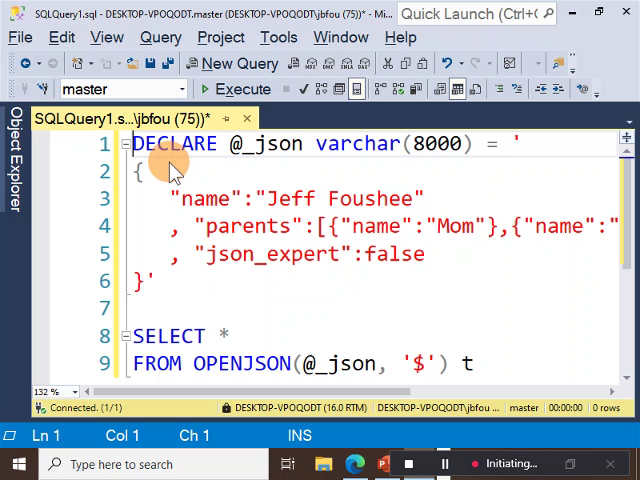 SQLQuery1.sql - DESKTOP-VPOQODT.master (DESKTOP-VPOQODT\jbfou (75))* - Mi...
Quick Launch (Ctrl+Q
File Edit View Query Project Tools Window Help
New Query
master
Execute
Object Explorer
SQLQuery1.s...\jbfou (75))*
1 DECLARE @_json varchar(8000) = '
2 {
3 "name":"Jeff Foushee"
4 , "parents":[{"name":"Mom"},{"name":"
5 , "json_expert":false
6 }'
7
8 SELECT *
9 FROM OPENJSON(@_json, '$') t
132 %
Connected. (1/1)
DESKTOP-VPOQODT (16.0 RTM)
DESKTOP-VPOQODT\jbfou ...
master
00:00:00
0 rows
Ln 1
Col 1
Ch 1
INS
Type here to search
Initiating...